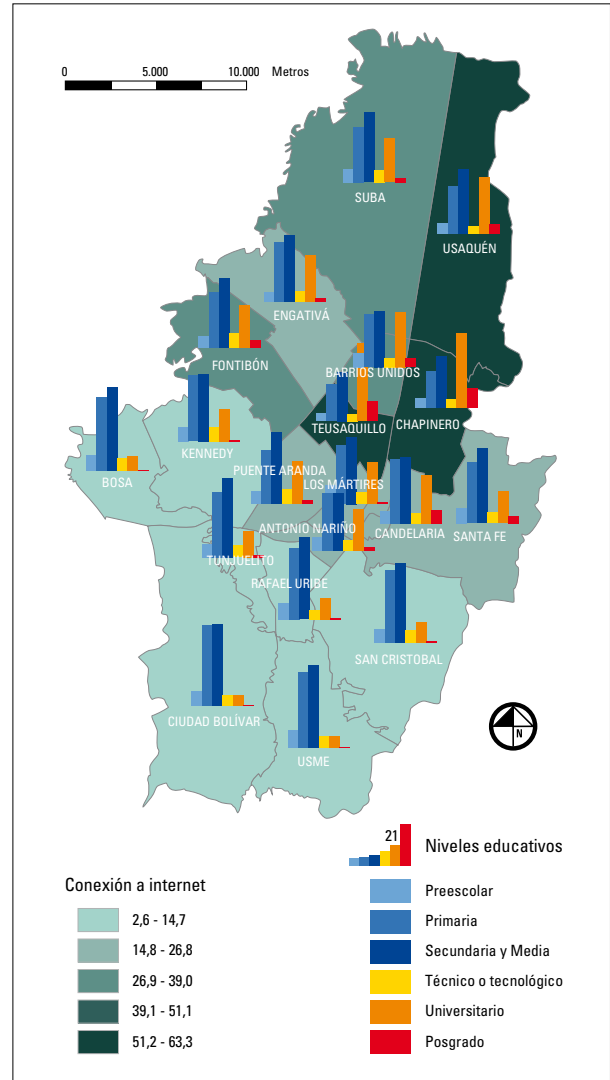 0 5.000 10.000 Metros
SUBA
USAQUÉN
ENGATIVÁ
FONTIBÓN
BARRIOS UNIDOS
TEUSAQUILLO
CHAPINERO
KENNEDY
BOSA
PUENTE ARANDA
LOS MÁRTIRES
ANTONIO NARIÑO
CANDELARIA
SANTA FE
TUNJUELITO
RAFAEL URIBE
SAN CRISTOBAL
CIUDAD BOLÍVAR
USME
N
21
Niveles educativos
Conexión a internet
2,6 - 14,7
14,8 - 26,8
26,9 - 39,0
39,1 - 51,1
51,2 - 63,3
Preescolar
Primaria
Secundaria y Media
Técnico o tecnológico
Universitario
Posgrado